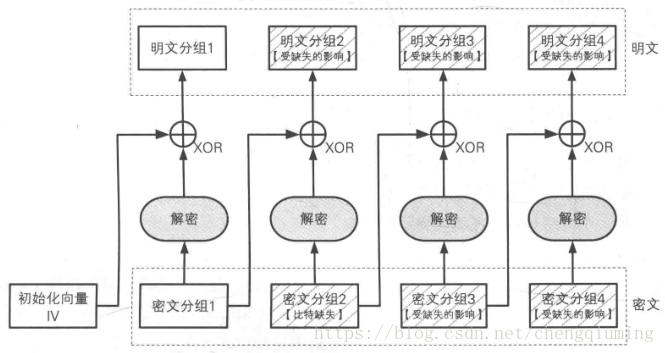 明文分组1
明文分组2
【受缺失的影响】
明文分组3
【受缺失的影响】
明文分组4
【受缺失的影响】
明文
XOR
XOR
XOR
XOR
解密
解密
解密
解密
初始化向量
IV
密文分组1
密文分组2
【比特缺失】
密文分组3
【受缺失的影响】
密文分组4
【受缺失的影响】
密文
https://blog.csdn.net/chengqiuming